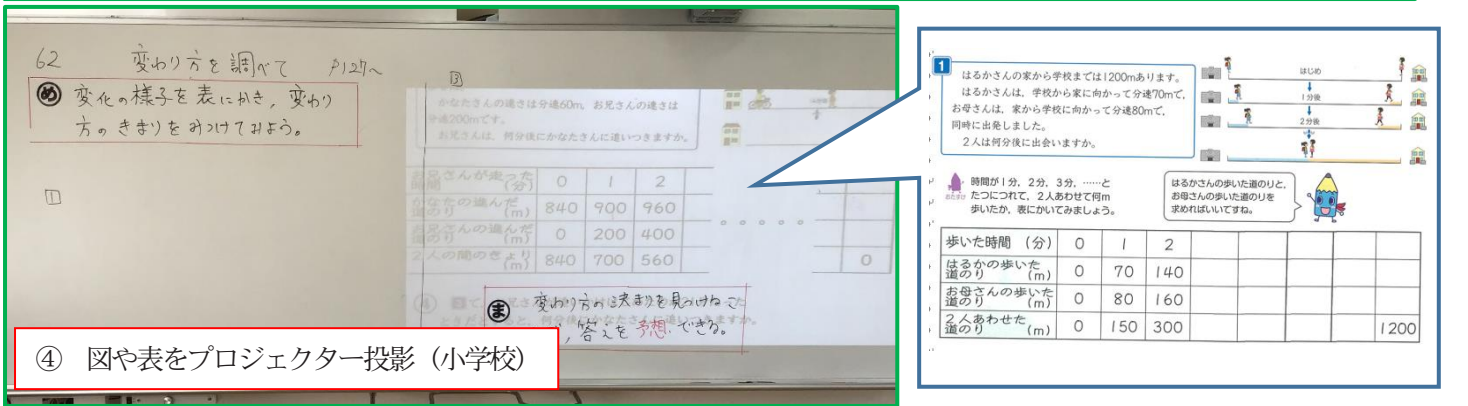 62 変わり方を調べて P127～
め 変化の様子を表にかき、変わり
方のきまりをみつけてみよう。
1
3
かなたさんの速さは分速60m、お兄さんの速さは
分速200mです。
お兄さんは、何分後にかなたさんに追いつきますか。
お兄さんが走った時間 (分) 0 1 2
かなたの進んだ道のり (m) 840 900 960
お兄さんの進んだ道のり (m) 0 200 400
2人の間のきょり (m) 840 700 560 0
ま 変わり方の決まりを見つけ
答えを予想できる。
④ 図や表をプロジェクター投影（小学校）
1
はるかさんの家から学校までは1200mあります。
はるかさんは、学校から家に向かって分速70mで、
お母さんは、家から学校に向かって分速80mで、
同時に出発しました。
2人は何分後に出会いますか。
はじめ
1分後
2分後
おたすけ
時間が1分、2分、3分、……と
たつにつれて、2人あわせて何m
歩いたか、表にかいてみましょう。
はるかさんの歩いた道のりと、
お母さんの歩いた道のりを
求めればいいですね。
歩いた時間 (分) 0 1 2
はるかの歩いた道のり (m) 0 70 140
お母さんの歩いた道のり (m) 0 80 160
2人あわせた道のり (m) 0 150 300 1200